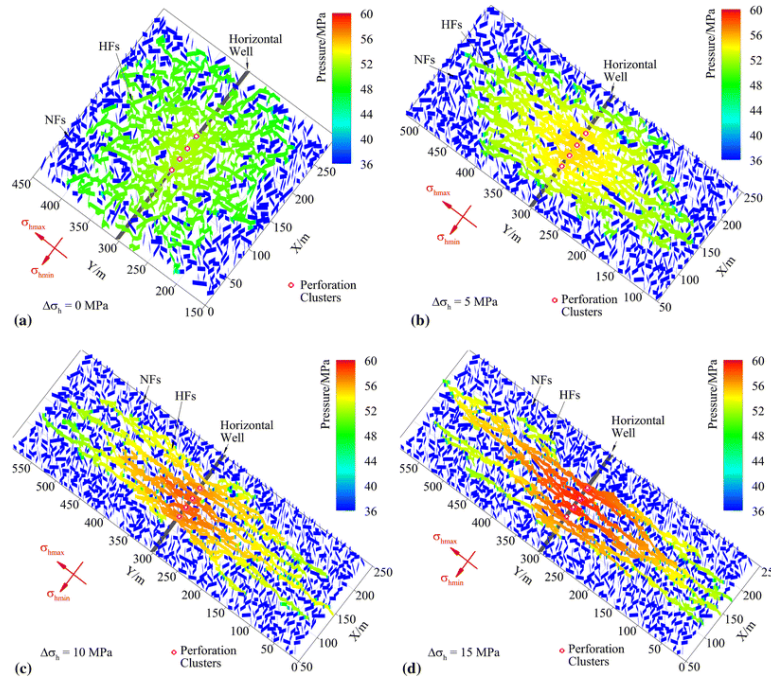 HFs
Horizontal
Well
NFs
Pressure/MPa
60
56
52
48
44
40
36
450
400
350
300
250
200
150
Y/m
0
50
100
150
200
250
X/m
σhmax
σhmin
Δσh = 0 MPa
Perforation
Clusters
(a)
HFs
NFs
Horizontal
Well
Pressure/MPa
60
56
52
48
44
40
36
500
450
400
350
300
250
200
150
100
50
Y/m
100
150
200
250
X/m
σhmax
σhmin
Δσh = 5 MPa
Perforation
Clusters
(b)
NFs
HFs
Horizontal
Well
Pressure/MPa
60
56
52
48
44
40
36
550
500
450
400
350
300
250
200
150
100
50
0
Y/m
50
100
150
200
250
X/m
σhmax
σhmin
Δσh = 10 MPa
Perforation
Clusters
(c)
NFs
HFs
Horizontal
Well
Pressure/MPa
60
56
52
48
44
40
36
550
500
450
400
350
300
250
200
150
100
50
0
Y/m
50
100
150
200
250
X/m
σhmax
σhmin
Δσh = 15 MPa
Perforation
Clusters
(d)